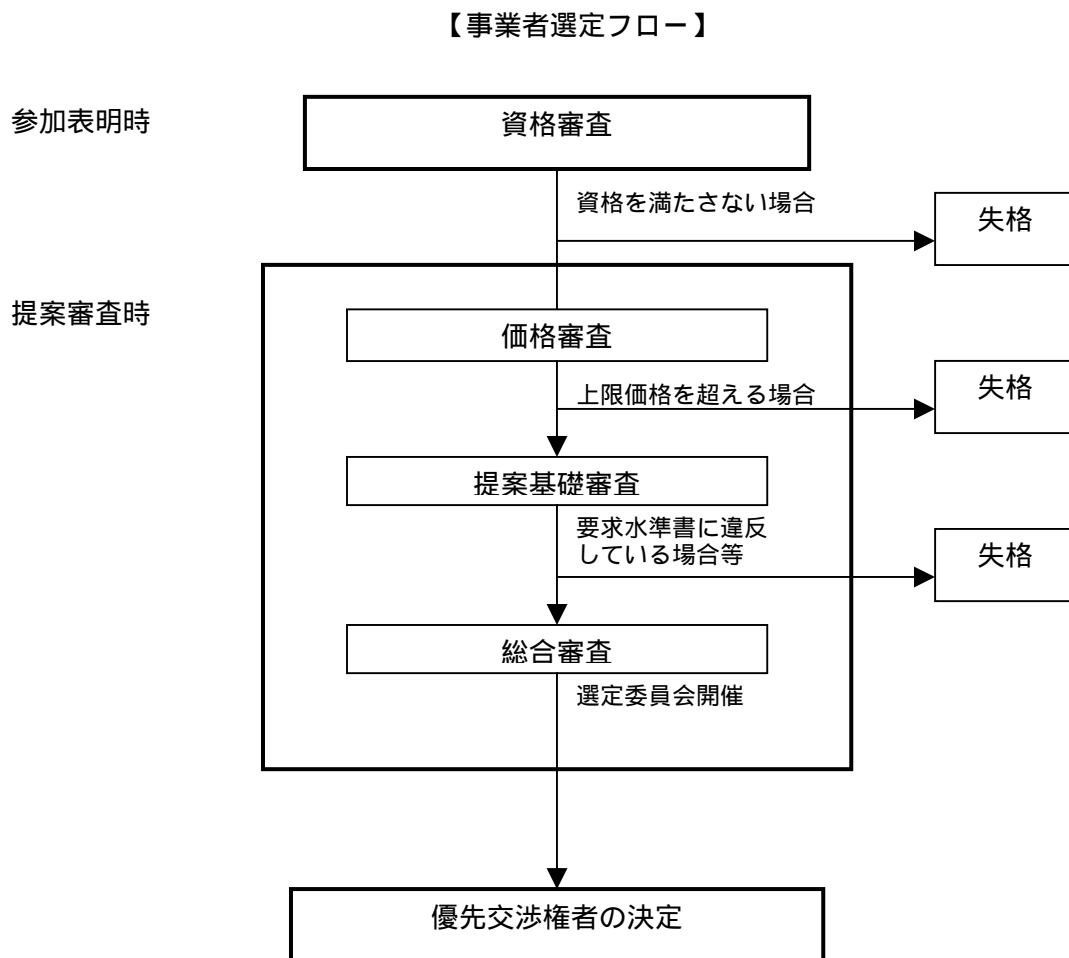 【事業者選定フロー】
参加表明時
資格審査
資格を満たさない場合
失格
提案審査時
価格審査
上限価格を超える場合
失格
提案基礎審査
要求水準書に違反
している場合等
失格
総合審査
選定委員会開催
優先交渉権者の決定